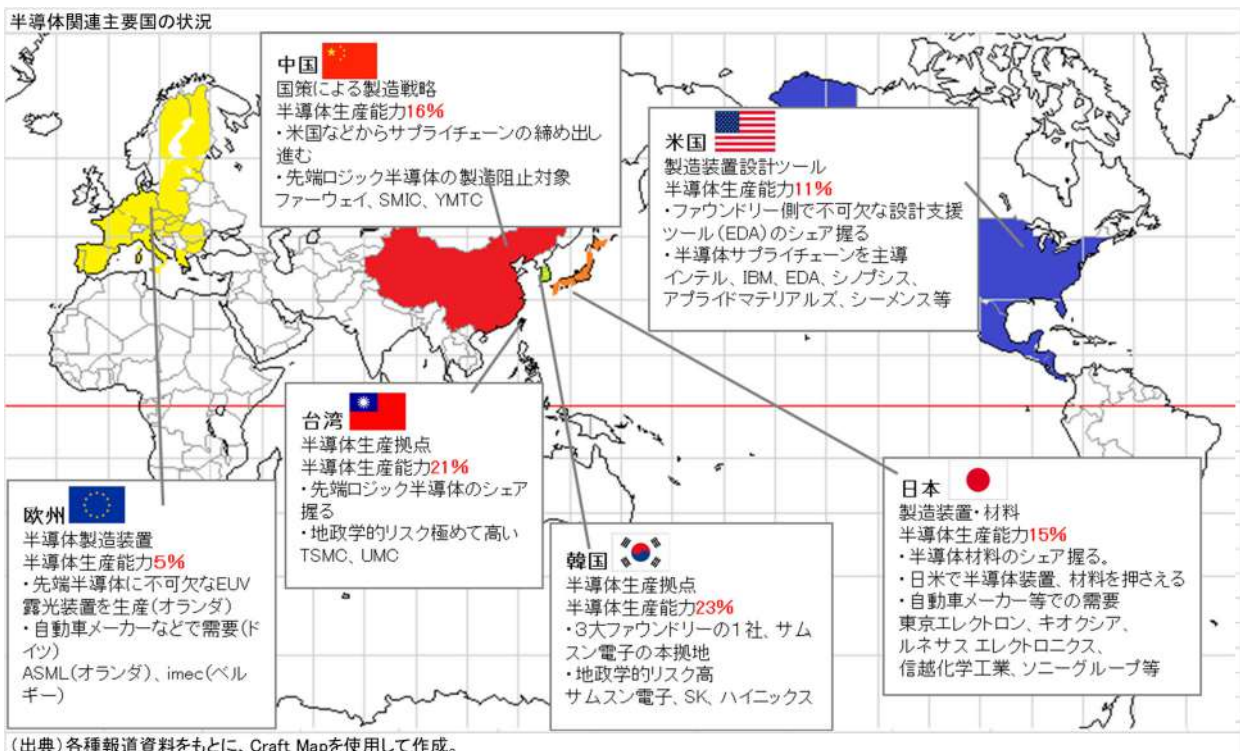 半導体関連主要国の状況
中国
国策による製造戦略
半導体生産能力16%
・米国などからサプライチェーンの締め出し
進む
・先端ロジック半導体の製造阻止対象
ファーウェイ、SMIC、YMTC
米国
製造装置設計ツール
半導体生産能力11%
・ファウンドリー側で不可欠な設計支援
ツール(EDA)のシェア握る
・半導体サプライチェーンを主導
インテル、IBM、EDA、シノプシス、
アプライドマテリアルズ、シーメンス等
台湾
半導体生産拠点
半導体生産能力21%
・先端ロジック半導体のシェア
握る
・地政学的リスク極めて高い
TSMC、UMC
欧州
半導体製造装置
半導体生産能力5%
・先端半導体に不可欠なEUV
露光装置を生産(オランダ)
・自動車メーカーなどで需要(ド
イツ)
ASML(オランダ)、imec(ベル
ギー)
韓国
半導体生産拠点
半導体生産能力23%
・3大ファウンドリーの1社、サム
スン電子の本拠地
・地政学的リスク高
サムスン電子、SK、ハイニックス
日本
製造装置・材料
半導体生産能力15%
・半導体材料のシェア握る。
・日米で半導体装置、材料を押さえる
・自動車メーカー等での需要
東京エレクトロン、キオクシア、
ルネサス エレクトロニクス、
信越化学工業、ソニーグループ等
(出典)各種報道資料をもとに、Craft Mapを使用して作成。